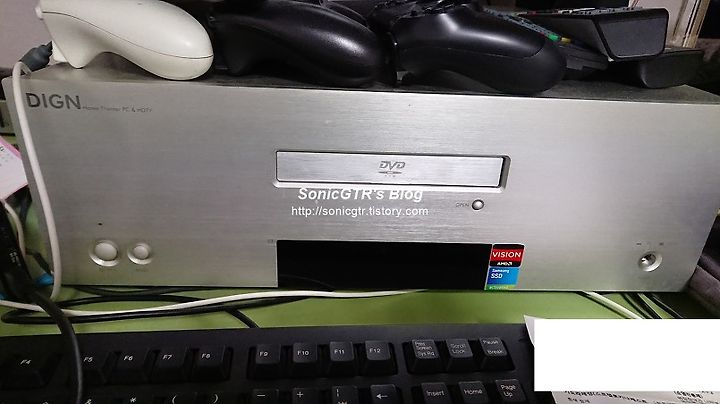 DIGN
Home Theater PC & HDTV
DVD
SonicGTR's Blog
http://sonicgtr.tistory.com
OPEN
VISION
AMD
Samsung
SSD
activated
F4
F5
F6
F7
F8
F9
F10
F11
F12
Print
Screen
Sys Rq
Scroll
Lock
Pause
Break
Insert
Home
Page
Up